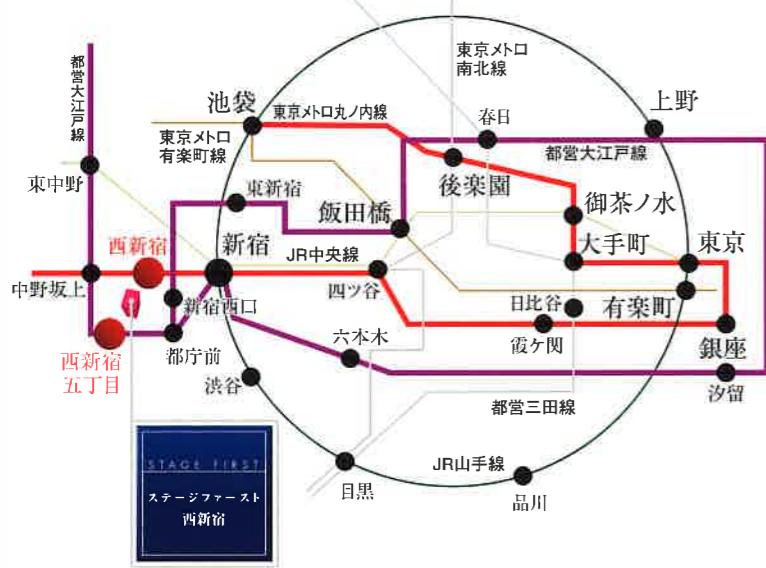 東京メトロ
南北線
都営大江戸線
池袋
東京メトロ丸ノ内線
春日
上野
東京メトロ
有楽町線
都営大江戸線
後楽園
東中野
東新宿
飯田橋
御茶ノ水
西新宿
新宿
JR中央線
大手町
東京
中野坂上
四ツ谷
日比谷
有楽町
新宿西口
六本木
霞ケ関
銀座
西新宿
五丁目
都庁前
渋谷
汐留
都営三田線
STAGE FIRST
ステージファースト
西新宿
JR山手線
目黒
品川